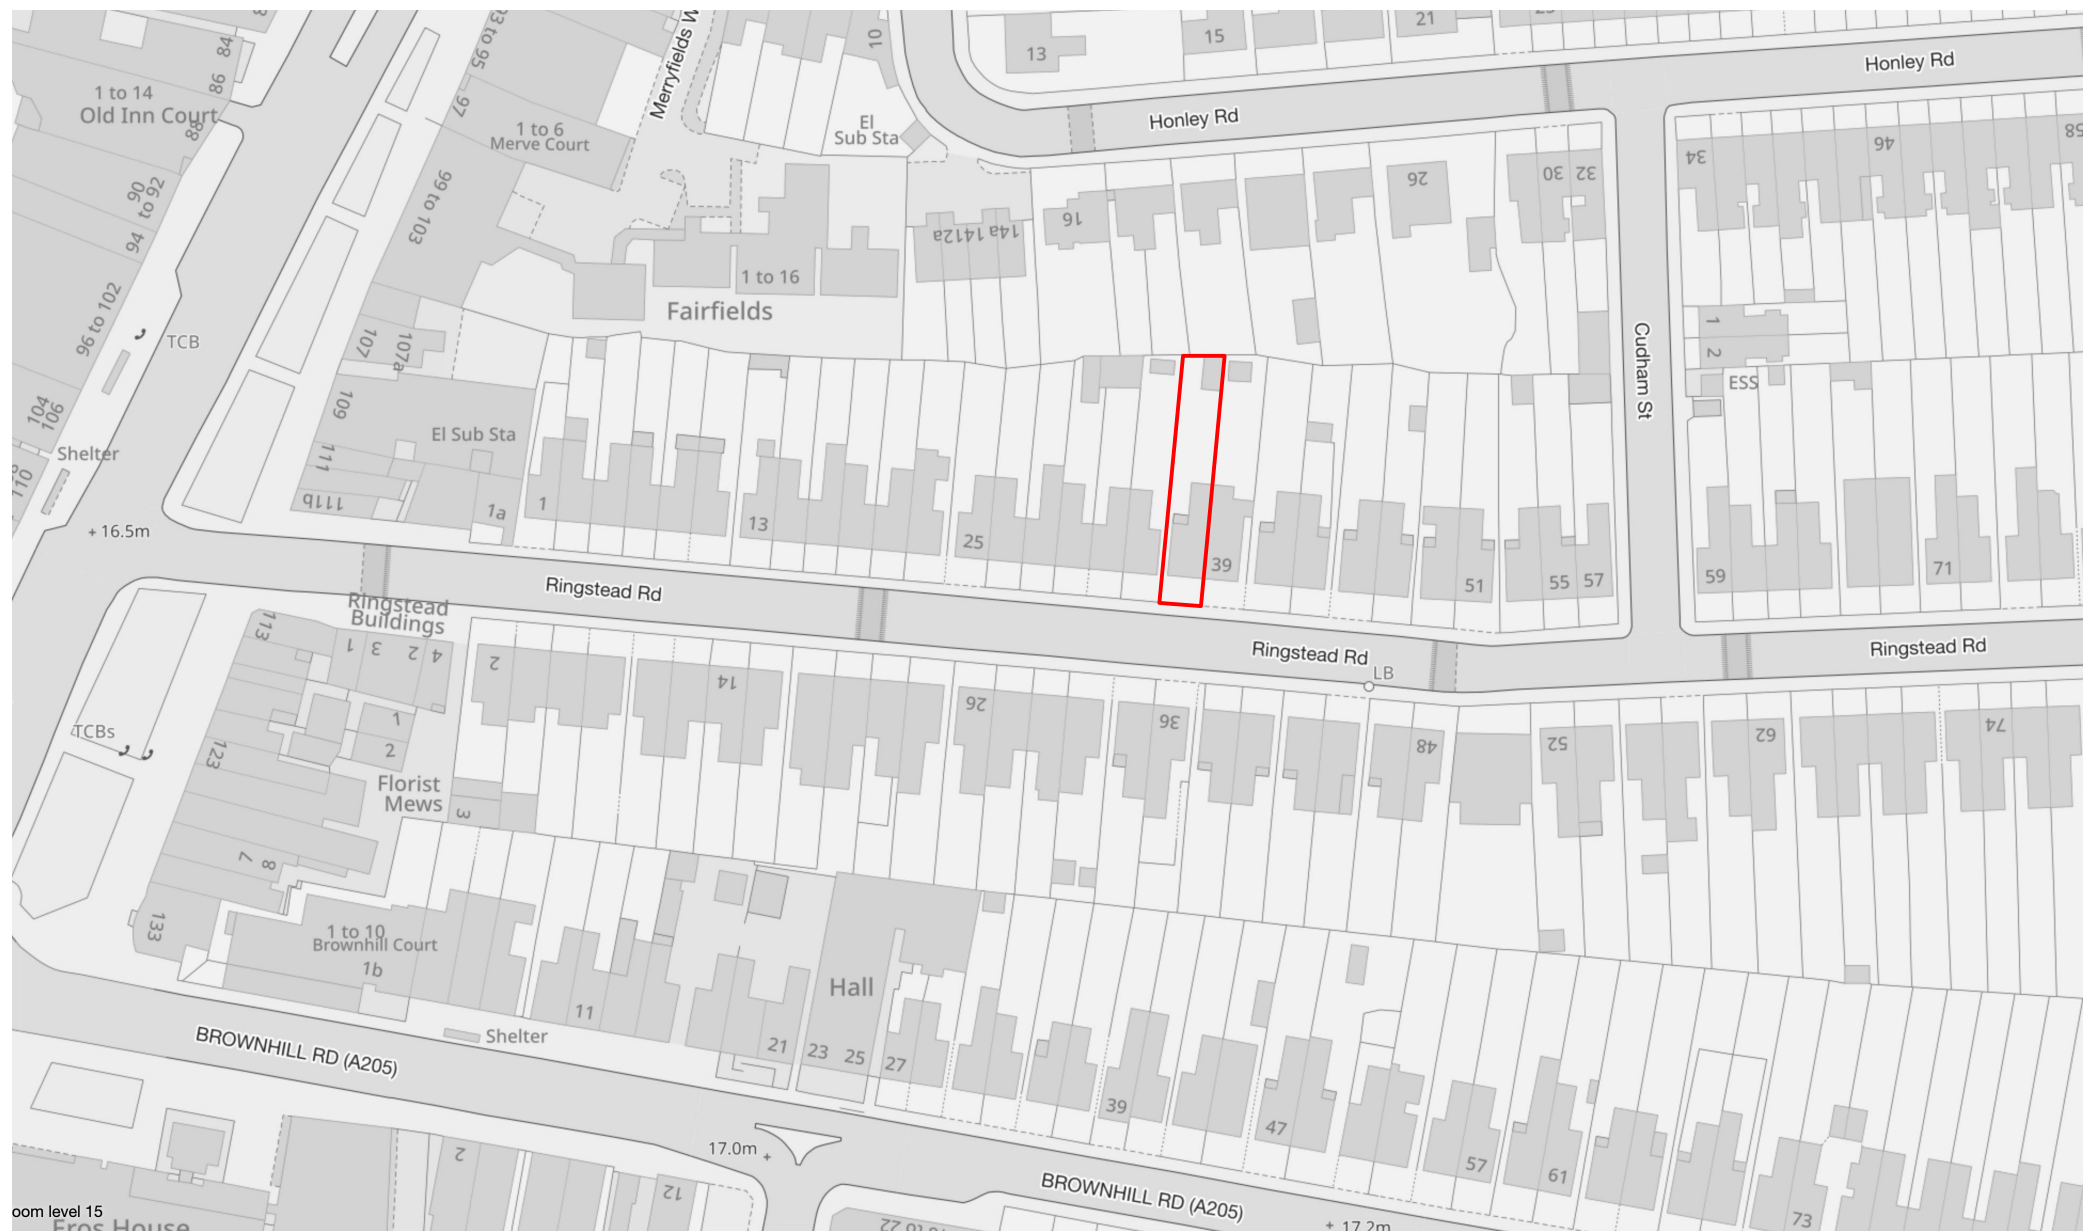 84
86
88
1 to 14
Old Inn Court
90
to 92
94
96 to 102
TCB
104
106
Shelter
110
+ 16.5m
93 to 95
97
1 to 6
Merve Court
99 to 103
Merryfields W
10
El
Sub Sta
13
15
21
Honley Rd
Honley Rd
107
107a
109
111
111b
El Sub Sta
1a
1 to 16
Fairfields
12a
14
14a
16
26
30
32
34
46
58
Cudham St
1
2
ESS
1
13
25
39
51
55
57
59
71
Ringstead Rd
Ringstead Rd
Ringstead Rd
LB
Ringstead
Buildings
113
1
3
2
4
2
14
26
36
48
52
62
74
TCBs
123
1
2
Florist
Mews
3
7
8
133
1 to 10
Brownhill Court
1b
11
21
23
25
27
Hall
39
47
57
61
73
Shelter
BROWNHILL RD (A205)
BROWNHILL RD (A205)
17.0m +
+ 17.2m
2
12
Eros House
oom level 15